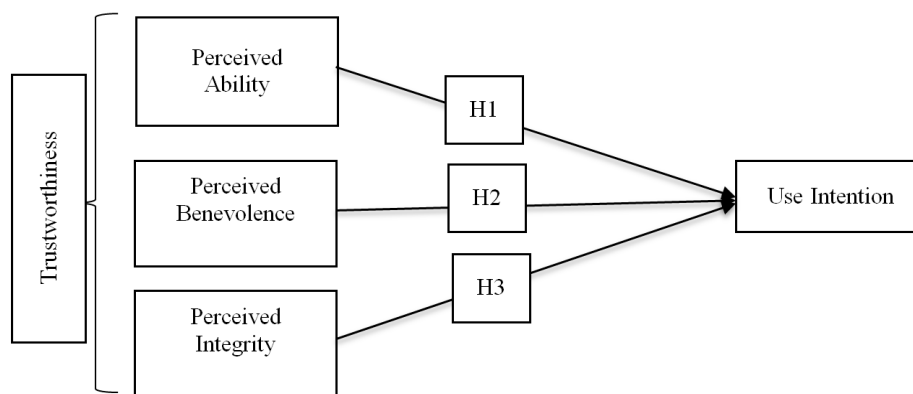 Trustworthiness
Perceived
Ability
H1
Perceived
Benevolence
H2
Use Intention
Perceived
Integrity
H3